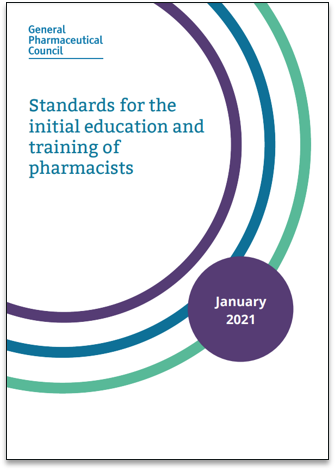 General
Pharmaceutical
Council
Standards for the
initial education and
training of
pharmacists
January
2021